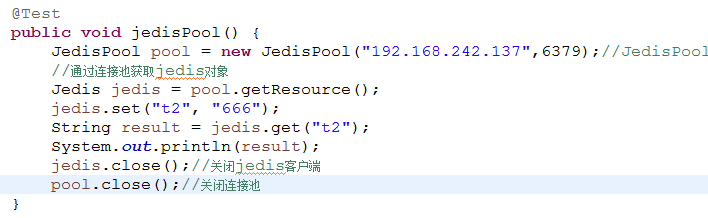 @Test
public void jedisPool() {
JedisPool pool = new JedisPool("192.168.242.137",6379);//JedisPool
//通过连接池获取jedis对象
Jedis jedis = pool.getResource();
jedis.set("t2", "666");
String result = jedis.get("t2");
System.out.println(result);
jedis.close();//关闭jedis客户端
pool.close();//关闭连接池
}